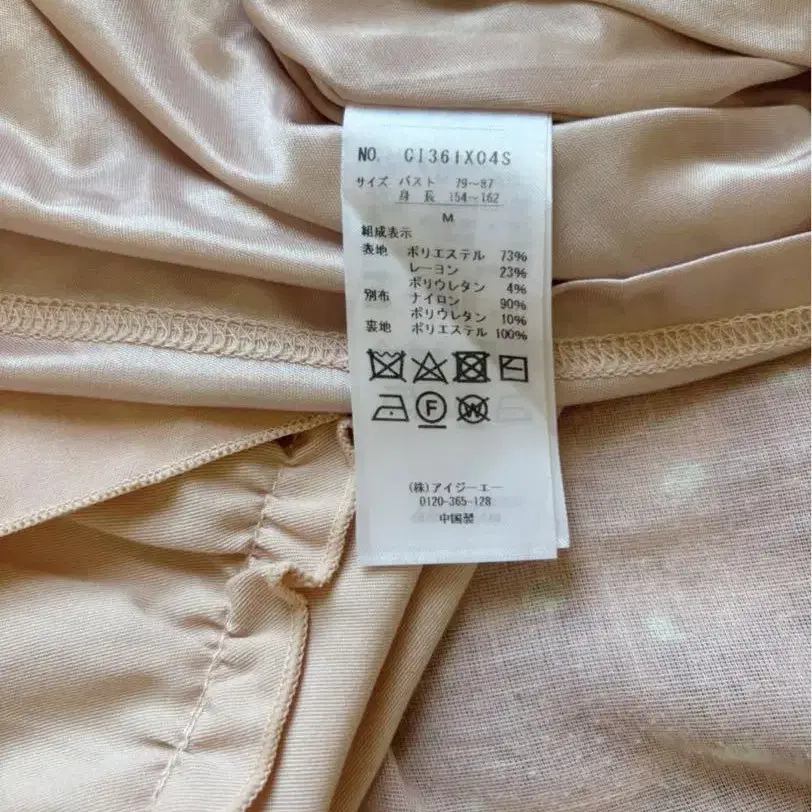 NO. CI361X04S
サイズ バスト 79~87
身 長 154~162
M
組成表示
表地 ポリエステル 73%
レーヨン 23%
ポリウレタン 4%
別布 ナイロン 90%
ポリウレタン 10%
裏地 ポリエステル 100%
F W
(株)アイジーエー
0120-365-128
中国製